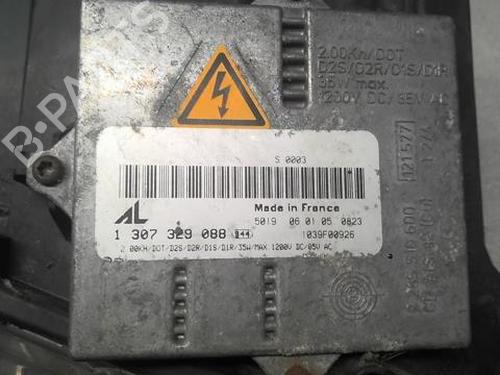 B-PARTS
2.00KH/DOT
D2S/D2R/D1S/D1R
35W max.
1200V DC/85V AC
121577
S 0003
Made in France
AL
5019 06 01 05 0823
1 307 329 088 144
1039F00926
2.00KH/DOT/D2S/D2R/D1S/D1R/35W/MAX 1200V DC/85V AC